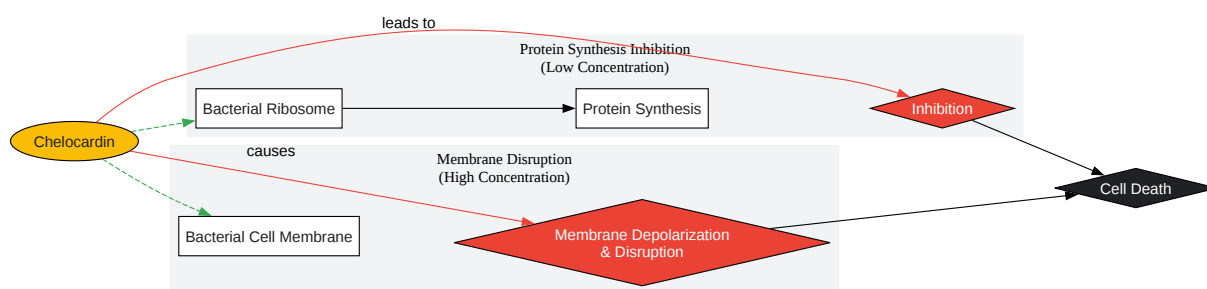 leads to
Protein Synthesis Inhibition
(Low Concentration)
Bacterial Ribosome
Protein Synthesis
Inhibition
Chelocardin
causes
Membrane Disruption
(High Concentration)
Cell Death
Bacterial Cell Membrane
Membrane Depolarization
& Disruption